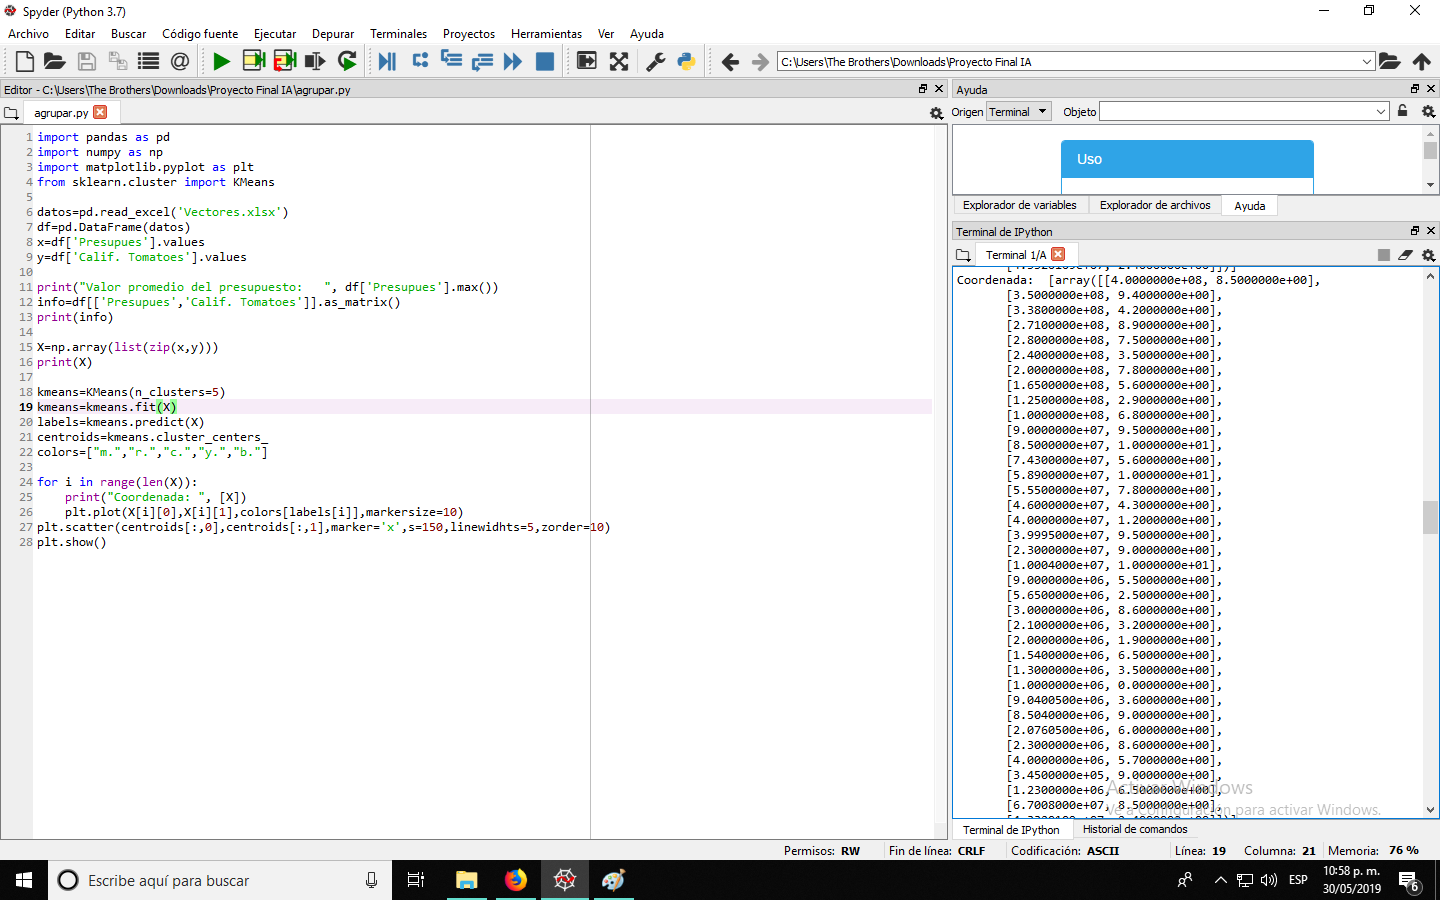 Spyder (Python 3.7)
Archivo Editar Buscar Código fuente Ejecutar Depurar Terminales Proyectos Herramientas Ver Ayuda
C:\Users\The Brothers\Downloads\Proyecto Final IA
Editor - C:\Users\The Brothers\Downloads\Proyecto Final IA\agrupar.py
agrupar.py
1 import pandas as pd
2 import numpy as np
3 import matplotlib.pyplot as plt
4 from sklearn.cluster import KMeans
5
6 datos=pd.read_excel('Vectores.xlsx')
7 df=pd.DataFrame(datos)
8 x=df['Presupues'].values
9 y=df['Calif. Tomatoes'].values
10
11 print("Valor promedio del presupuesto:   ", df['Presupues'].max())
12 info=df[['Presupues','Calif. Tomatoes']].as_matrix()
13 print(info)
14
15 X=np.array(list(zip(x,y)))
16 print(X)
17
18 kmeans=KMeans(n_clusters=5)
19 kmeans=kmeans.fit(X)
20 labels=kmeans.predict(X)
21 centroids=kmeans.cluster_centers_
22 colors=["m.","r.","c.","y.","b."]
23
24 for i in range(len(X)):
25     print("Coordenada: ", [X])
26     plt.plot(X[i][0],X[i][1],colors[labels[i]],markersize=10)
27 plt.scatter(centroids[:,0],centroids[:,1],marker='x',s=150,linewidhts=5,zorder=10)
28 plt.show()
Ayuda
Origen Terminal Objeto
Uso
Explorador de variables Explorador de archivos Ayuda
Terminal de IPython
Terminal 1/A
Coordenada:  [array([[4.0000000e+08, 8.5000000e+00],
[3.5000000e+08, 9.4000000e+00],
[3.3800000e+08, 4.2000000e+00],
[2.7100000e+08, 8.9000000e+00],
[2.8000000e+08, 7.5000000e+00],
[2.4000000e+08, 3.5000000e+00],
[2.0000000e+08, 7.8000000e+00],
[1.6500000e+08, 5.6000000e+00],
[1.2500000e+08, 2.9000000e+00],
[1.0000000e+08, 6.8000000e+00],
[9.0000000e+07, 9.5000000e+00],
[8.5000000e+07, 1.0000000e+01],
[7.4300000e+07, 5.6000000e+00],
[5.8900000e+07, 1.0000000e+01],
[5.5500000e+07, 7.8000000e+00],
[4.6000000e+07, 4.3000000e+00],
[4.0000000e+07, 1.2000000e+00],
[3.9995000e+07, 9.5000000e+00],
[2.3000000e+07, 9.0000000e+00],
[1.0004000e+07, 1.0000000e+01],
[9.0000000e+06, 5.5000000e+00],
[5.6500000e+06, 2.5000000e+00],
[3.0000000e+06, 8.6000000e+00],
[2.1000000e+06, 3.2000000e+00],
[2.0000000e+06, 1.9000000e+00],
[1.5400000e+06, 6.5000000e+00],
[1.3000000e+06, 3.5000000e+00],
[1.0000000e+06, 0.0000000e+00],
[9.0400500e+06, 3.6000000e+00],
[8.5040000e+06, 9.0000000e+00],
[2.0760500e+06, 6.0000000e+00],
[2.3000000e+06, 8.6000000e+00],
[4.0000000e+06, 5.7000000e+00],
[3.4500000e+05, 9.0000000e+00],
[1.2300000e+06, 6.5000000e+00],
[6.7008000e+07, 8.5000000e+00],
Activar Windows
Ve a Configuración para activar Windows.
Terminal de IPython Historial de comandos
Permisos: RW Fin de línea: CRLF Codificación: ASCII Línea: 19 Columna: 21 Memoria: 76 %
Escribe aquí para buscar
ESP
10:58 p. m.
30/05/2019
6